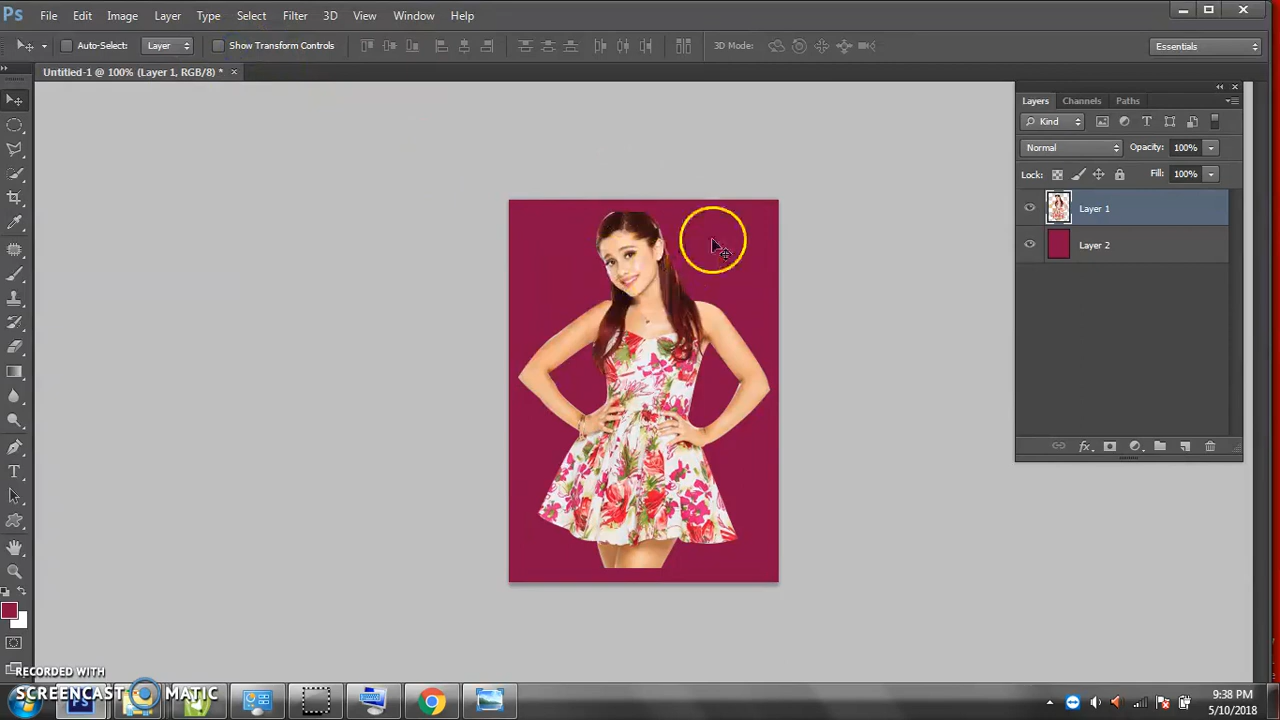 Ps File Edit Image Layer Type Select Filter 3D View Window Help
Auto-Select: Layer Show Transform Controls 3D Mode: Essentials
Untitled-1 @ 100% (Layer 1, RGB/8) *
Layers Channels Paths
Kind
Normal Opacity: 100%
Lock: Fill: 100%
Layer 1
Layer 2
fx
RECORDED WITH
SCREENCAST MATIC
Ps
9:38 PM
5/10/2018